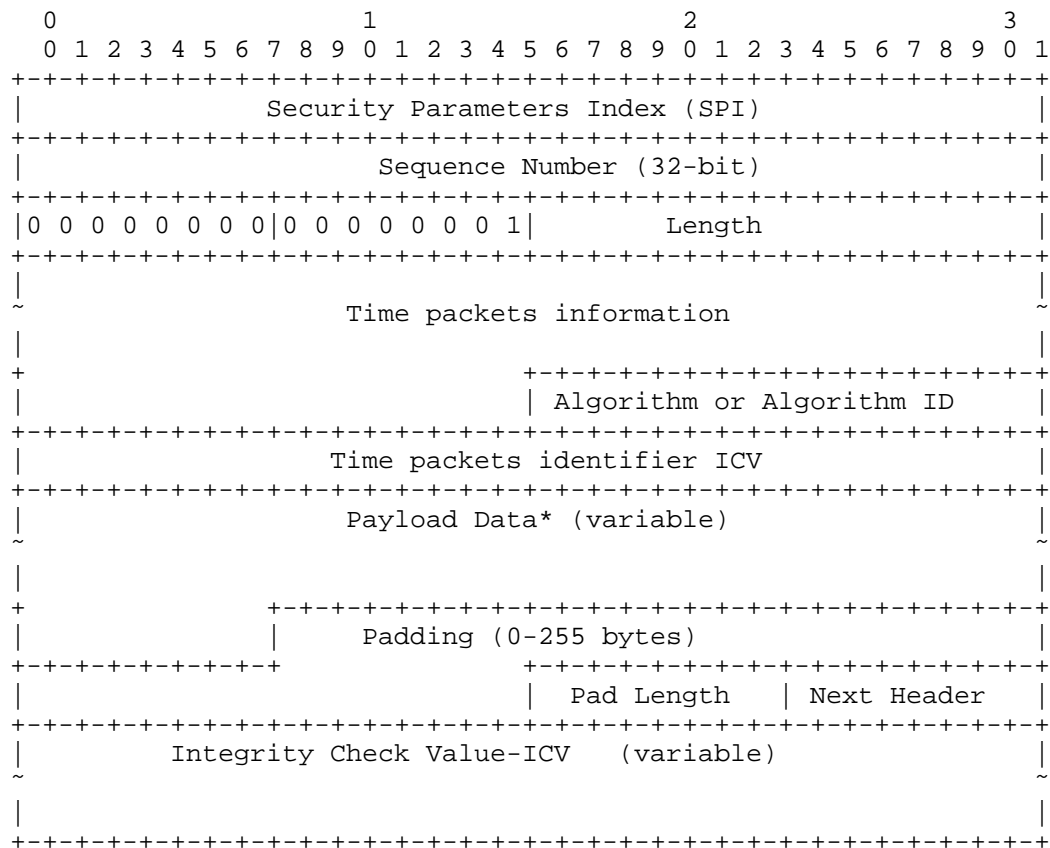 0                   1                   2                   3
0 1 2 3 4 5 6 7 8 9 0 1 2 3 4 5 6 7 8 9 0 1 2 3 4 5 6 7 8 9 0 1
+-+-+-+-+-+-+-+-+-+-+-+-+-+-+-+-+-+-+-+-+-+-+-+-+-+-+-+-+-+-+-+-+
|               Security Parameters Index (SPI)                 |
+-+-+-+-+-+-+-+-+-+-+-+-+-+-+-+-+-+-+-+-+-+-+-+-+-+-+-+-+-+-+-+-+
|                      Sequence Number (32-bit)                 |
+-+-+-+-+-+-+-+-+-+-+-+-+-+-+-+-+-+-+-+-+-+-+-+-+-+-+-+-+-+-+-+-+
|0 0 0 0 0 0 0 0|0 0 0 0 0 0 0 1|        Length                 |
+-+-+-+-+-+-+-+-+-+-+-+-+-+-+-+-+-+-+-+-+-+-+-+-+-+-+-+-+-+-+-+-+
|                                                               |
~                    Time packets information                   ~
|                                                               |
+                               +-+-+-+-+-+-+-+-+-+-+-+-+-+-+-+-+
|                               | Algorithm or Algorithm ID     |
+-+-+-+-+-+-+-+-+-+-+-+-+-+-+-+-+-+-+-+-+-+-+-+-+-+-+-+-+-+-+-+-+
|                   Time packets identifier ICV                 |
+-+-+-+-+-+-+-+-+-+-+-+-+-+-+-+-+-+-+-+-+-+-+-+-+-+-+-+-+-+-+-+-+
|                    Payload Data* (variable)                   |
~                                                               ~
|                                                               |
+               +-+-+-+-+-+-+-+-+-+-+-+-+-+-+-+-+-+-+-+-+-+-+-+-+
|               |     Padding (0-255 bytes)                     |
+-+-+-+-+-+-+-+-+               +-+-+-+-+-+-+-+-+-+-+-+-+-+-+-+-+
|                               |  Pad Length   | Next Header   |
+-+-+-+-+-+-+-+-+-+-+-+-+-+-+-+-+-+-+-+-+-+-+-+-+-+-+-+-+-+-+-+-+
|         Integrity Check Value-ICV   (variable)                |
~                                                               ~
|                                                               |
+-+-+-+-+-+-+-+-+-+-+-+-+-+-+-+-+-+-+-+-+-+-+-+-+-+-+-+-+-+-+-+-+